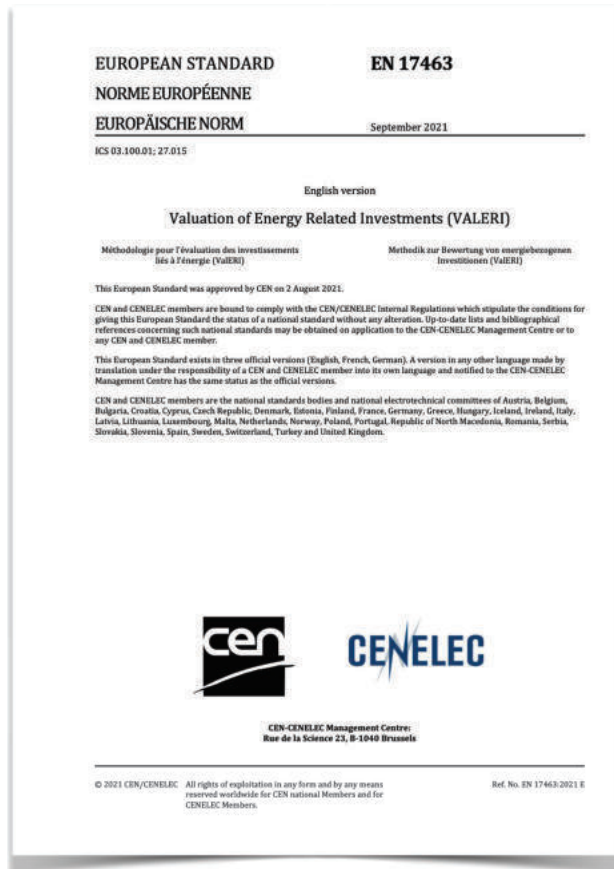 EUROPEAN STANDARD
EN 17463
NORME EUROPÉENNE
EUROPÄISCHE NORM
September 2021
ICS 03.100.01; 27.015
English version
Valuation of Energy Related Investments (VALERI)
Méthodologie pour l'évaluation des investissements
liés à l'énergie (ValERI)
Methodik zur Bewertung von energiebezogenen
Investitionen (ValERI)
This European Standard was approved by CEN on 2 August 2021.
CEN and CENELEC members are bound to comply with the CEN/CENELEC Internal Regulations which stipulate the conditions for
giving this European Standard the status of a national standard without any alteration. Up-to-date lists and bibliographical
references concerning such national standards may be obtained on application to the CEN-CENELEC Management Centre or to
any CEN and CENELEC member.
This European Standard exists in three official versions (English, French, German). A version in any other language made by
translation under the responsibility of a CEN and CENELEC member into its own language and notified to the CEN-CENELEC
Management Centre has the same status as the official versions.
CEN and CENELEC members are the national standards bodies and national electrotechnical committees of Austria, Belgium,
Bulgaria, Croatia, Cyprus, Czech Republic, Denmark, Estonia, Finland, France, Germany, Greece, Hungary, Iceland, Ireland, Italy,
Latvia, Lithuania, Luxembourg, Malta, Netherlands, Norway, Poland, Portugal, Republic of North Macedonia, Romania, Serbia,
Slovakia, Slovenia, Spain, Sweden, Switzerland, Turkey and United Kingdom.
cen
CENELEC
CEN-CENELEC Management Centre:
Rue de la Science 23, B-1040 Brussels
© 2021 CEN/CENELEC
All rights of exploitation in any form and by any means
reserved worldwide for CEN national Members and for
CENELEC Members.
Ref. No. EN 17463:2021 E